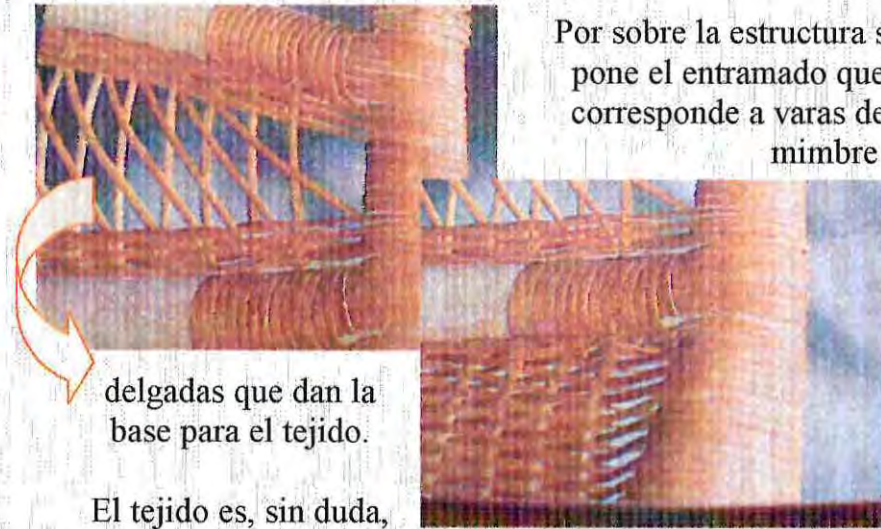 Por sobre la estructura s
pone el entramado que
corresponde a varas de
mimbre
delgadas que dan la
base para el tejido.
El tejido es, sin duda,